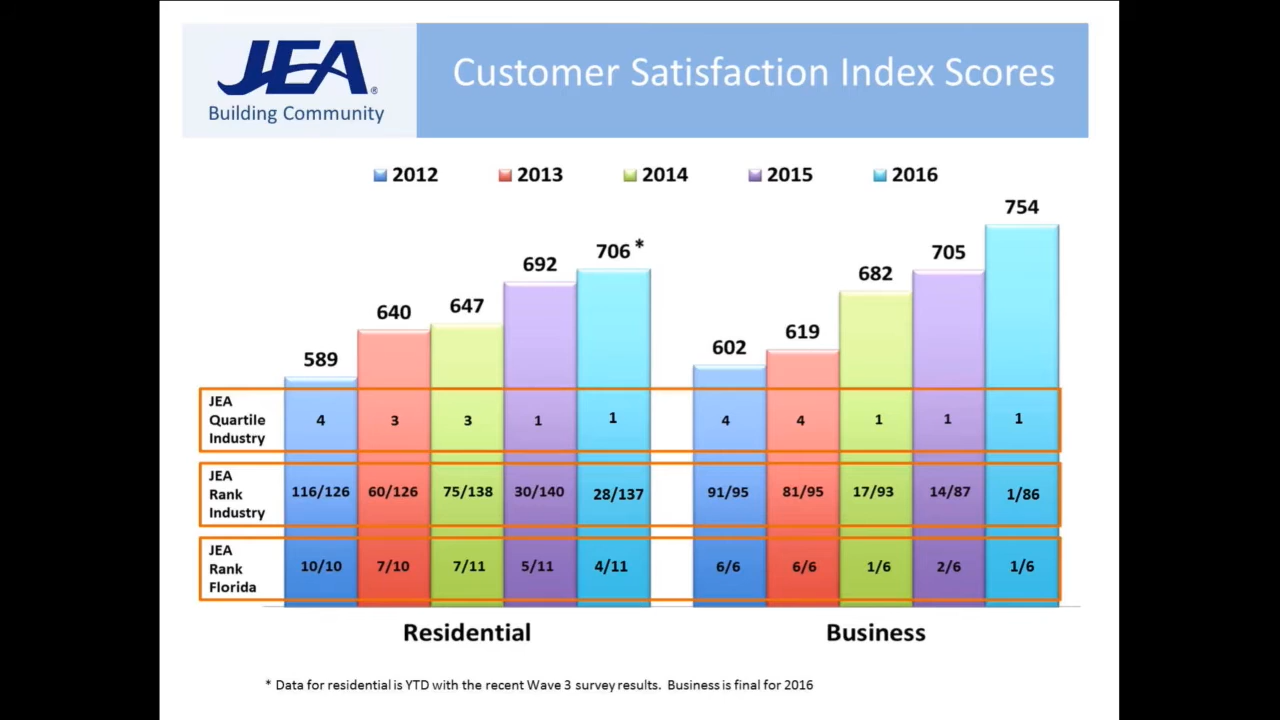 JEA®
Building Community
Customer Satisfaction Index Scores
2012 2013 2014 2015 2016
589 640 647 692 706 * 602 619 682 705 754
JEA
Quartile
Industry
4 3 3 1 1 4 4 1 1 1
JEA
Rank
Industry
116/126 60/126 75/138 30/140 28/137 91/95 81/95 17/93 14/87 1/86
JEA
Rank
Florida
10/10 7/10 7/11 5/11 4/11 6/6 6/6 1/6 2/6 1/6
Residential Business
* Data for residential is YTD with the recent Wave 3 survey results. Business is final for 2016